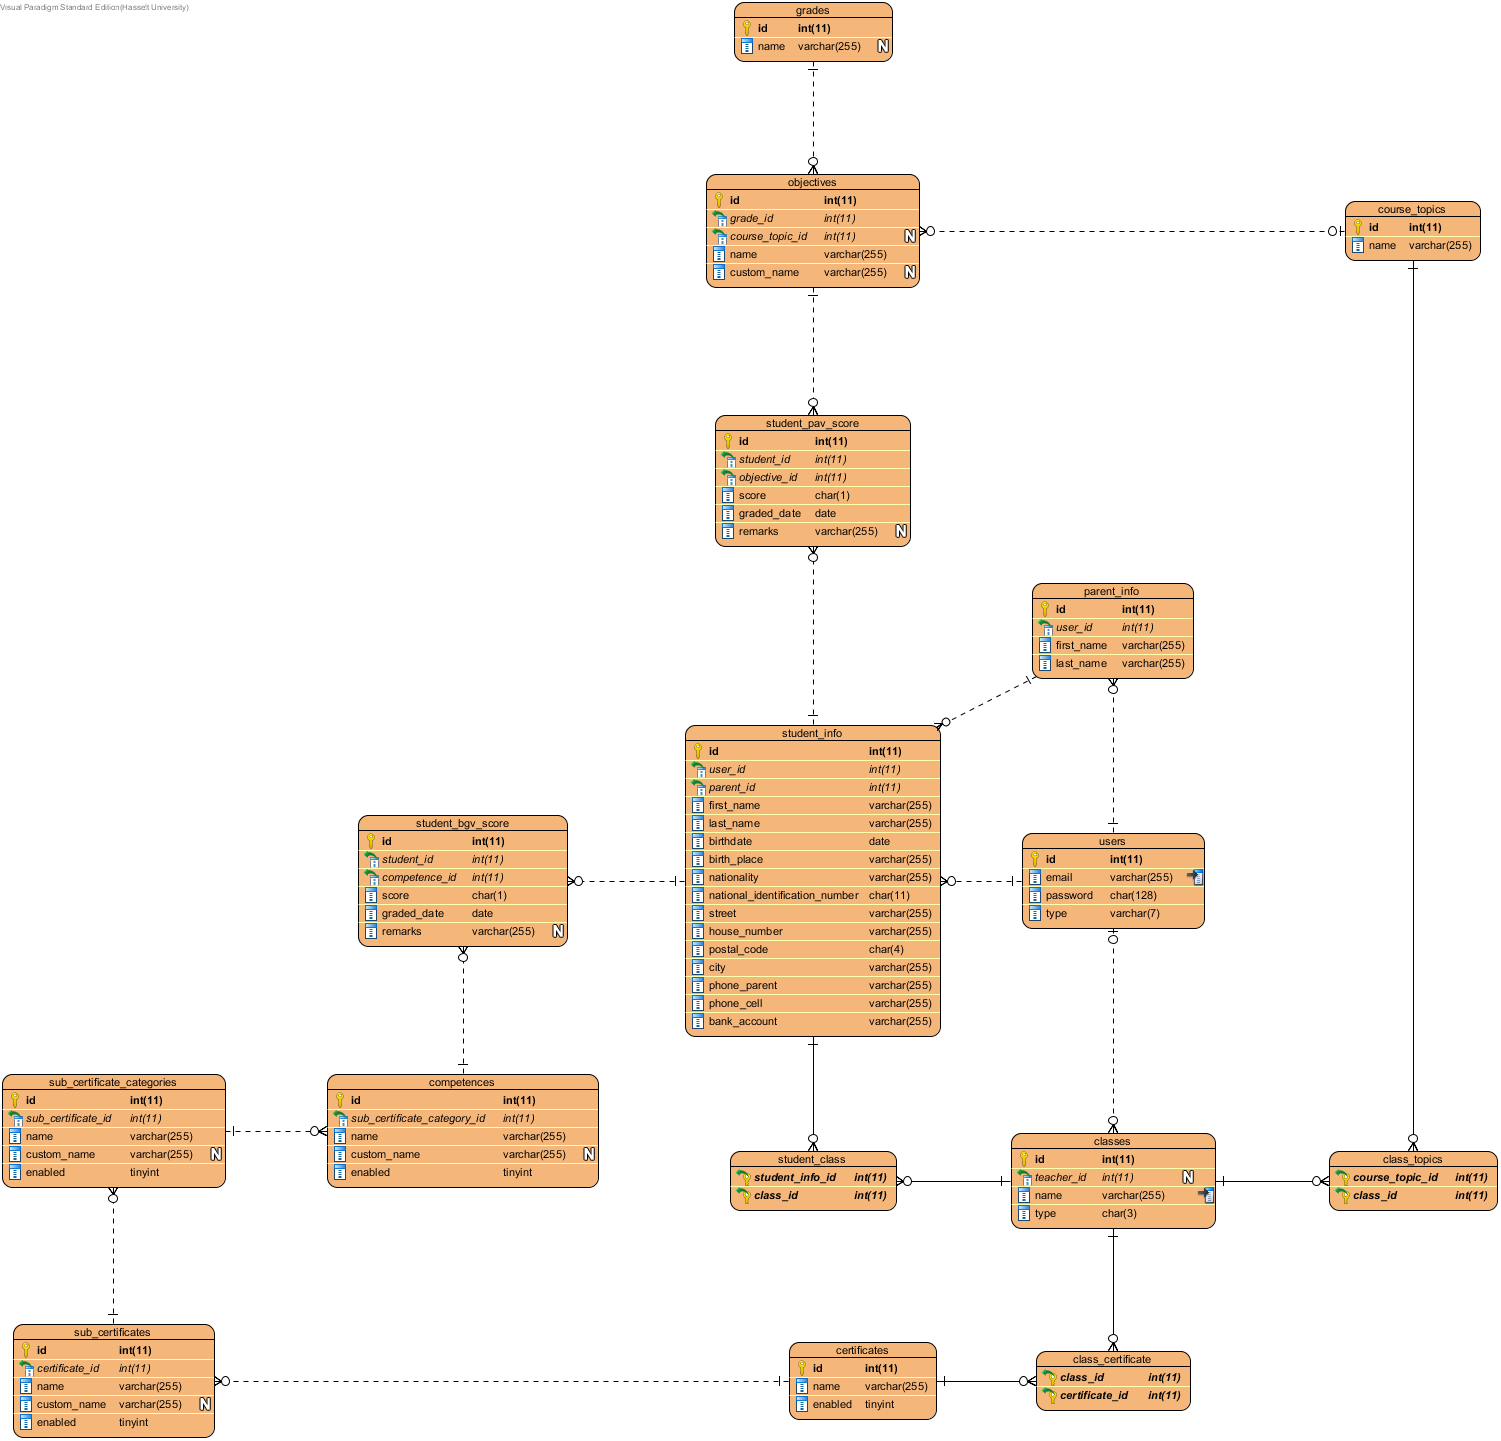 Visual Paradigm Standard Edition(Hasselt University)
grades
id int(11)
name varchar(255) N
objectives
id int(11)
grade_id int(11)
course_topic_id int(11) N
name varchar(255)
custom_name varchar(255) N
course_topics
id int(11)
name varchar(255)
student_pav_score
id int(11)
student_id int(11)
objective_id int(11)
score char(1)
graded_date date
remarks varchar(255) N
parent_info
id int(11)
user_id int(11)
first_name varchar(255)
last_name varchar(255)
student_info
id int(11)
user_id int(11)
parent_id int(11)
first_name varchar(255)
last_name varchar(255)
birthdate date
birth_place varchar(255)
nationality varchar(255)
national_identification_number char(11)
street varchar(255)
house_number varchar(255)
postal_code char(4)
city varchar(255)
phone_parent varchar(255)
phone_cell varchar(255)
bank_account varchar(255)
student_bgv_score
id int(11)
student_id int(11)
competence_id int(11)
score char(1)
graded_date date
remarks varchar(255) N
users
id int(11)
email varchar(255)
password char(128)
type varchar(7)
sub_certificate_categories
id int(11)
sub_certificate_id int(11)
name varchar(255)
custom_name varchar(255) N
enabled tinyint
competences
id int(11)
sub_certificate_category_id int(11)
name varchar(255)
custom_name varchar(255) N
enabled tinyint
student_class
student_info_id int(11)
class_id int(11)
classes
id int(11)
teacher_id int(11) N
name varchar(255)
type char(3)
class_topics
course_topic_id int(11)
class_id int(11)
sub_certificates
id int(11)
certificate_id int(11)
name varchar(255)
custom_name varchar(255) N
enabled tinyint
certificates
id int(11)
name varchar(255)
enabled tinyint
class_certificate
class_id int(11)
certificate_id int(11)